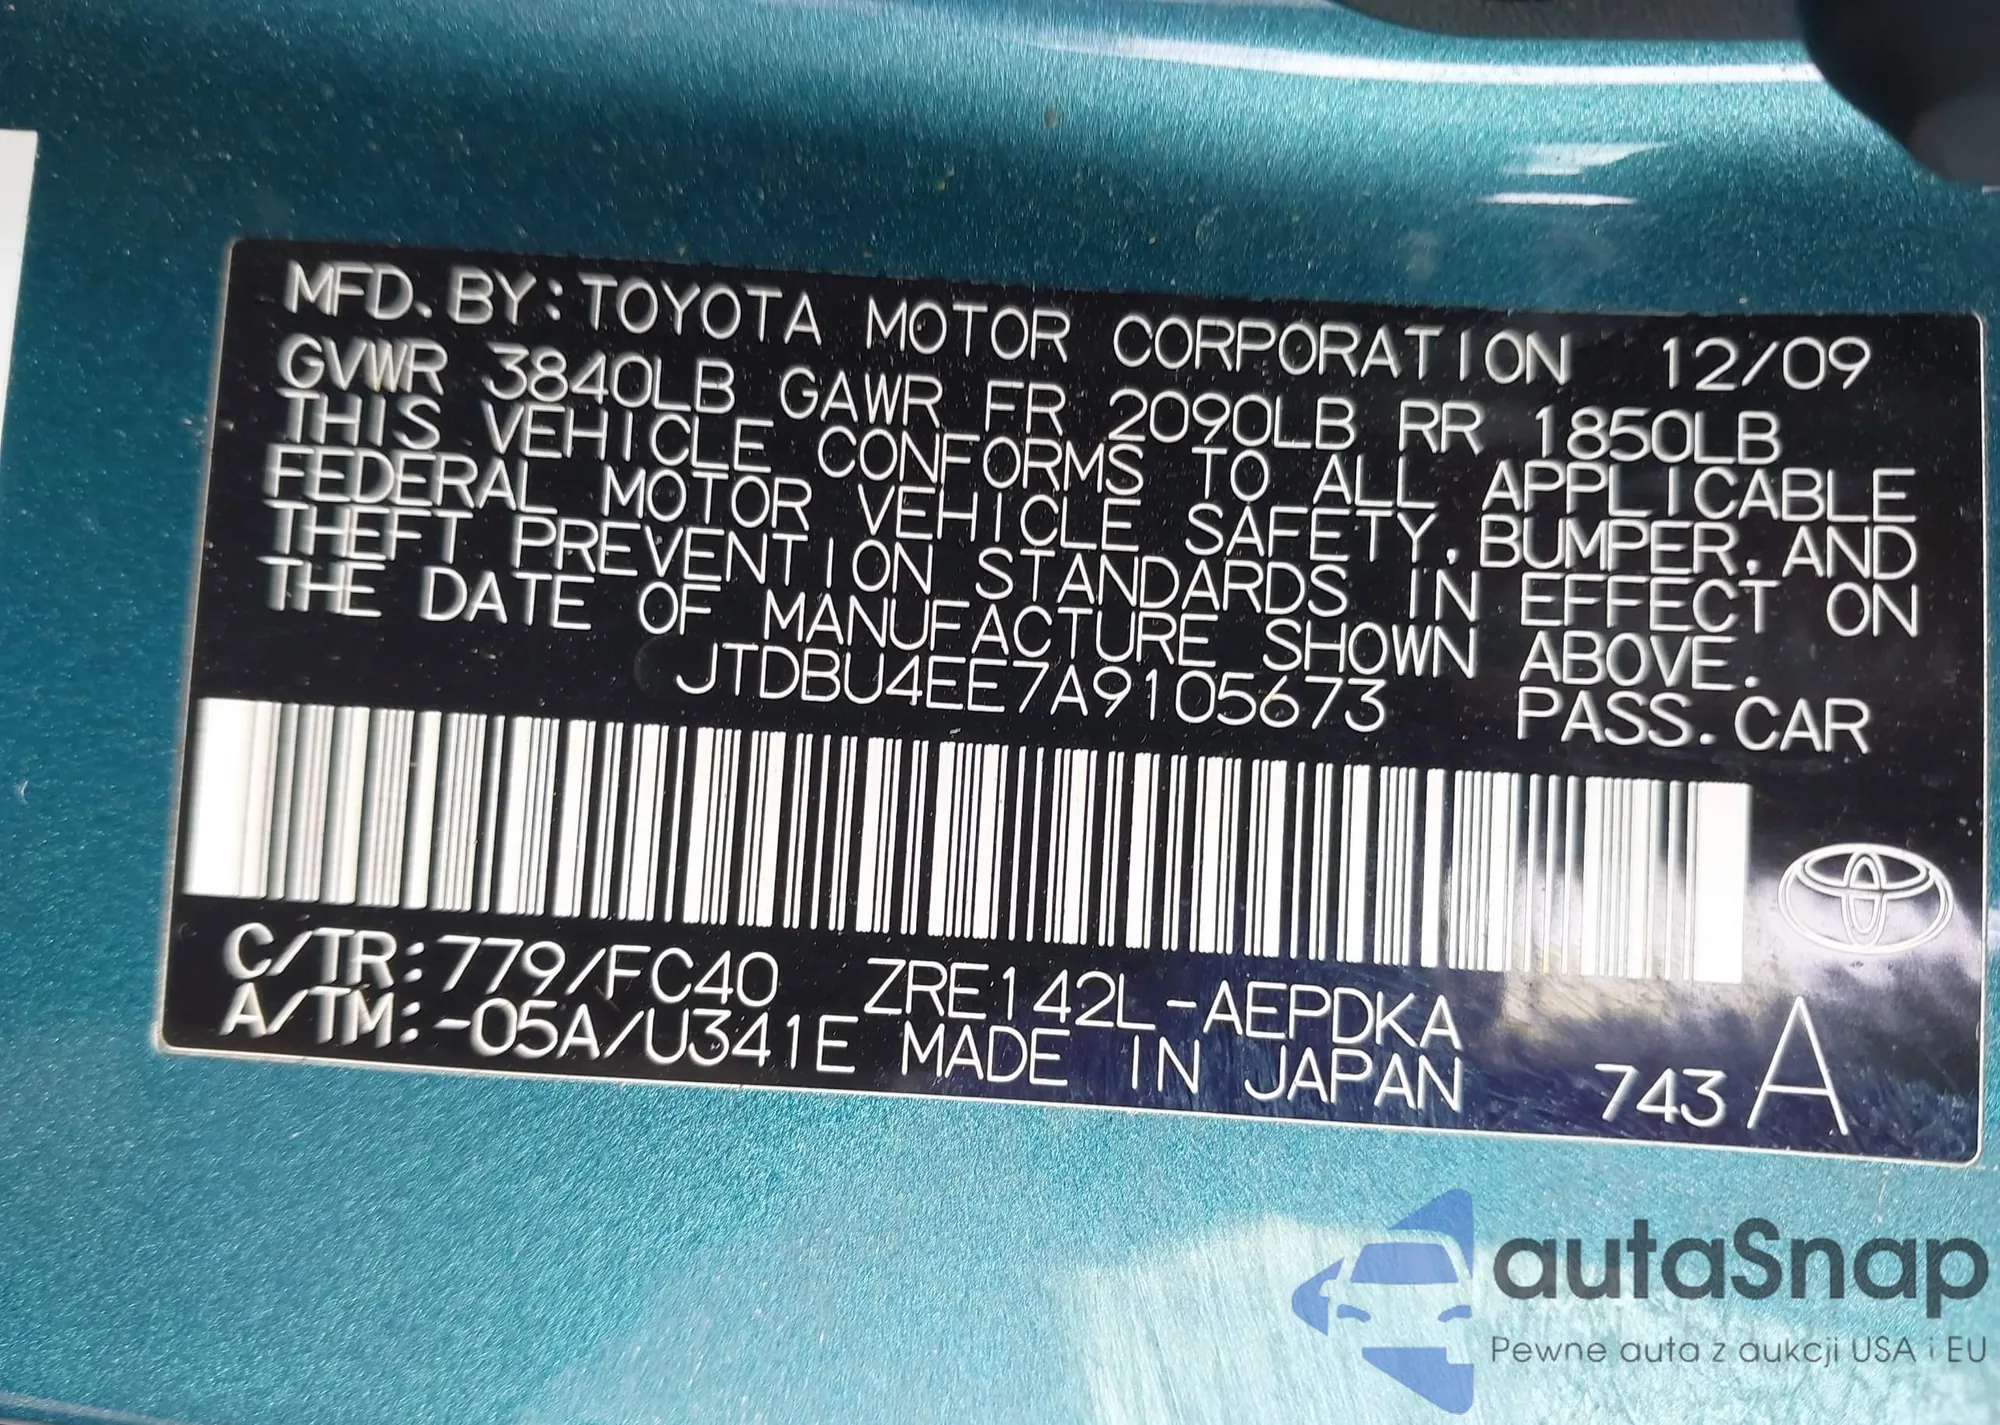 MFD. BY: TOYOTA MOTOR CORPORATION 12/09
GVWR 3840LB GAWR FR 2090LB RR 1850LB
THIS VEHICLE CONFORMS TO ALL APPLICABLE
FEDERAL MOTOR VEHICLE SAFETY, BUMPER, AND
THEFT PREVENTION STANDARDS IN EFFECT ON
THE DATE OF MANUFACTURE SHOWN ABOVE.
JTDBU4EE7A9105673 PASS. CAR
C/TR: 779/FC40 ZRE142L-AEPDKA
A/TM: -05A/U341E MADE IN JAPAN 743 A
autaSnap
Pewne auta z aukcji USA i EU